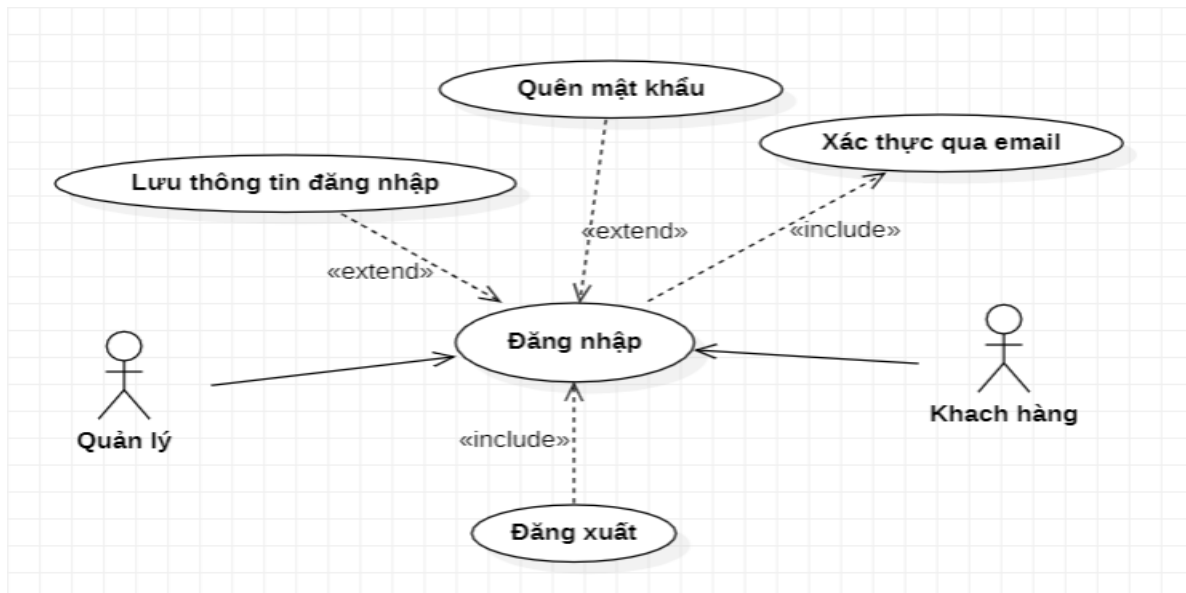 Quên mật khẩu
Xác thực qua email
Lưu thông tin đăng nhập
«extend»
«include»
«extend»
Đăng nhập
Quản lý
Khach hàng
«include»
Đăng xuất